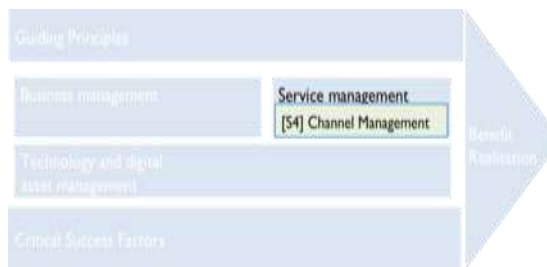 Guiding Principles
Business management
Service management
[S4] Channel Management
Benefit
Realisation
Technology and digital
asset management
Critical Success Factors